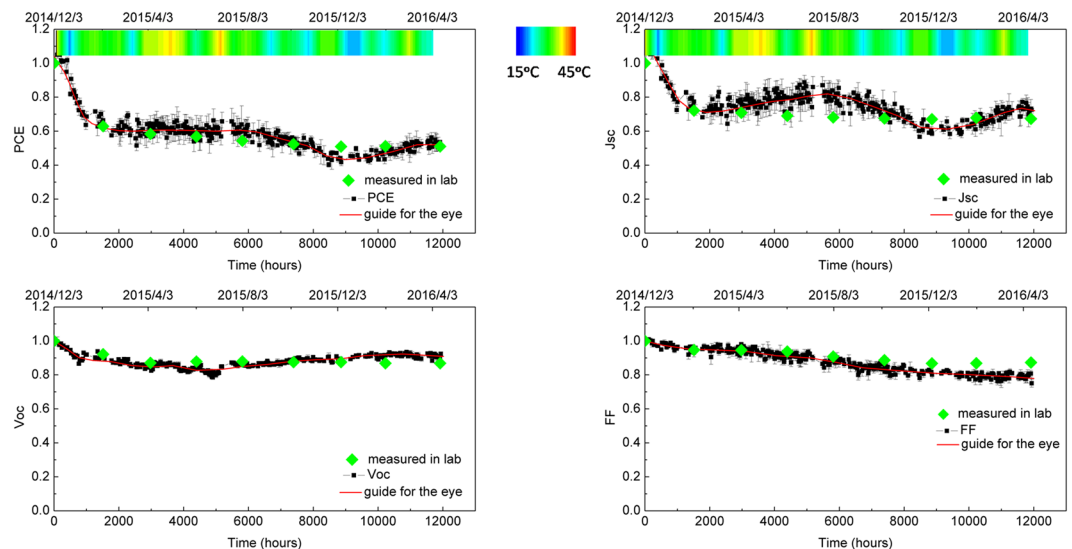 2014/12/3 2015/4/3 2015/8/3 2015/12/3 2016/4/3
1.2
1.0
0.8
0.6
0.4
0.2
0.0
PCE
measured in lab
PCE
guide for the eye
0 2000 4000 6000 8000 10000 12000
Time (hours)
15°C 45°C
2014/12/3 2015/4/3 2015/8/3 2015/12/3 2016/4/3
1.2
1.0
0.8
0.6
0.4
0.2
0.0
Jsc
measured in lab
Jsc
guide for the eye
0 2000 4000 6000 8000 10000 12000
Time (hours)
2014/12/3 2015/4/3 2015/8/3 2015/12/3 2016/4/3
1.2
1.0
0.8
0.6
0.4
0.2
0.0
Voc
measured in lab
Voc
guide for the eye
0 2000 4000 6000 8000 10000 12000
Time (hours)
2014/12/3 2015/4/3 2015/8/3 2015/12/3 2016/4/3
1.2
1.0
0.8
0.6
0.4
0.2
0.0
FF
measured in lab
FF
guide for the eye
0 2000 4000 6000 8000 10000 12000
Time (hours)